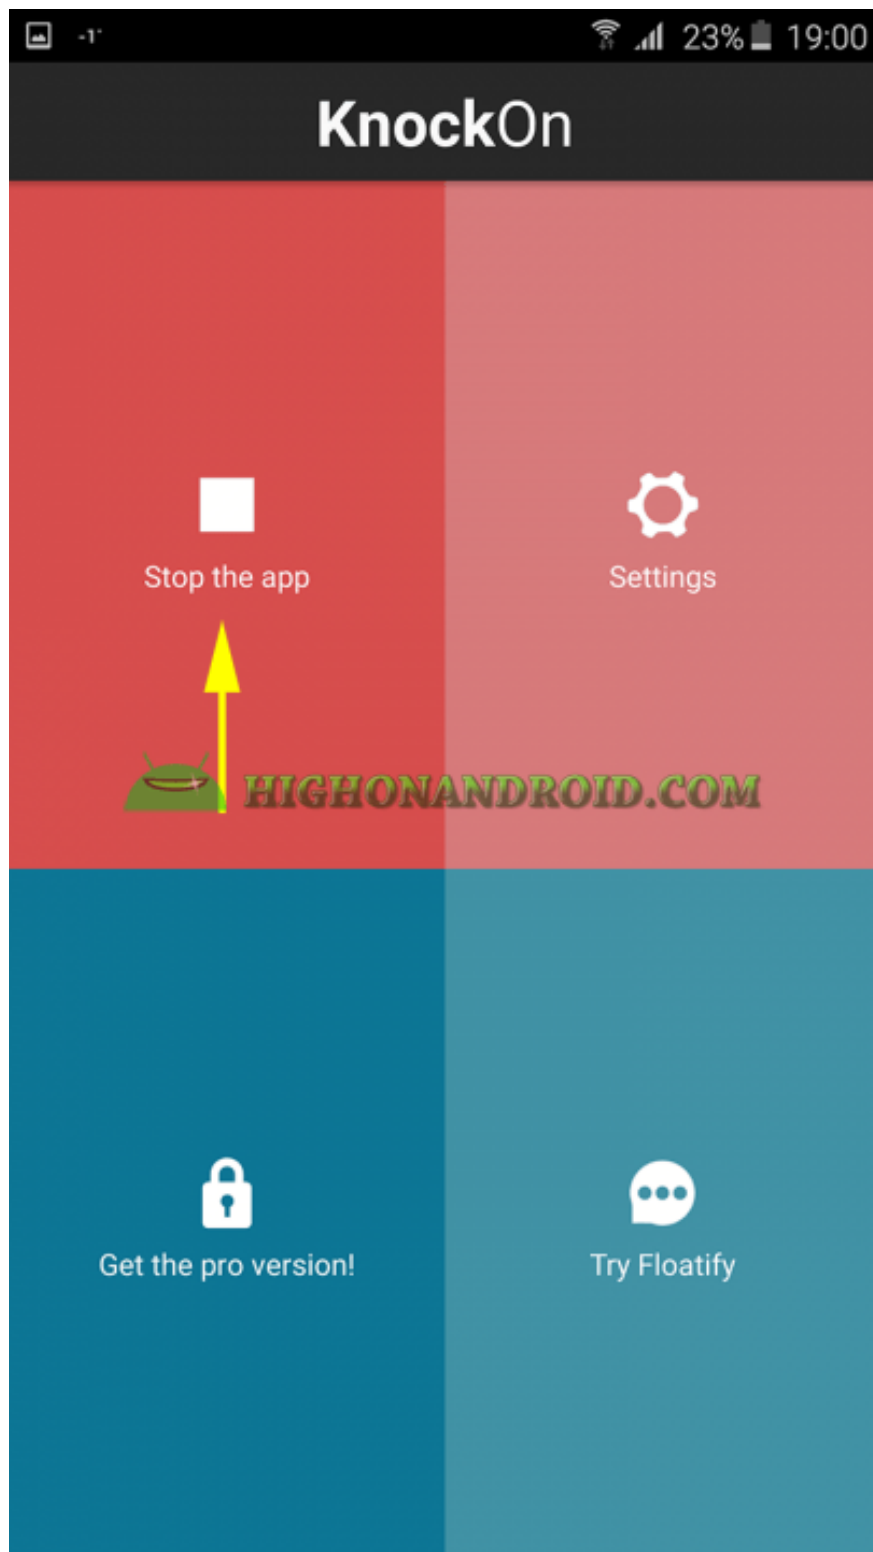 -1° 23% 19:00
KnockOn
Stop the app
Settings
HIGHONANDROID.COM
Get the pro version!
Try Floatify